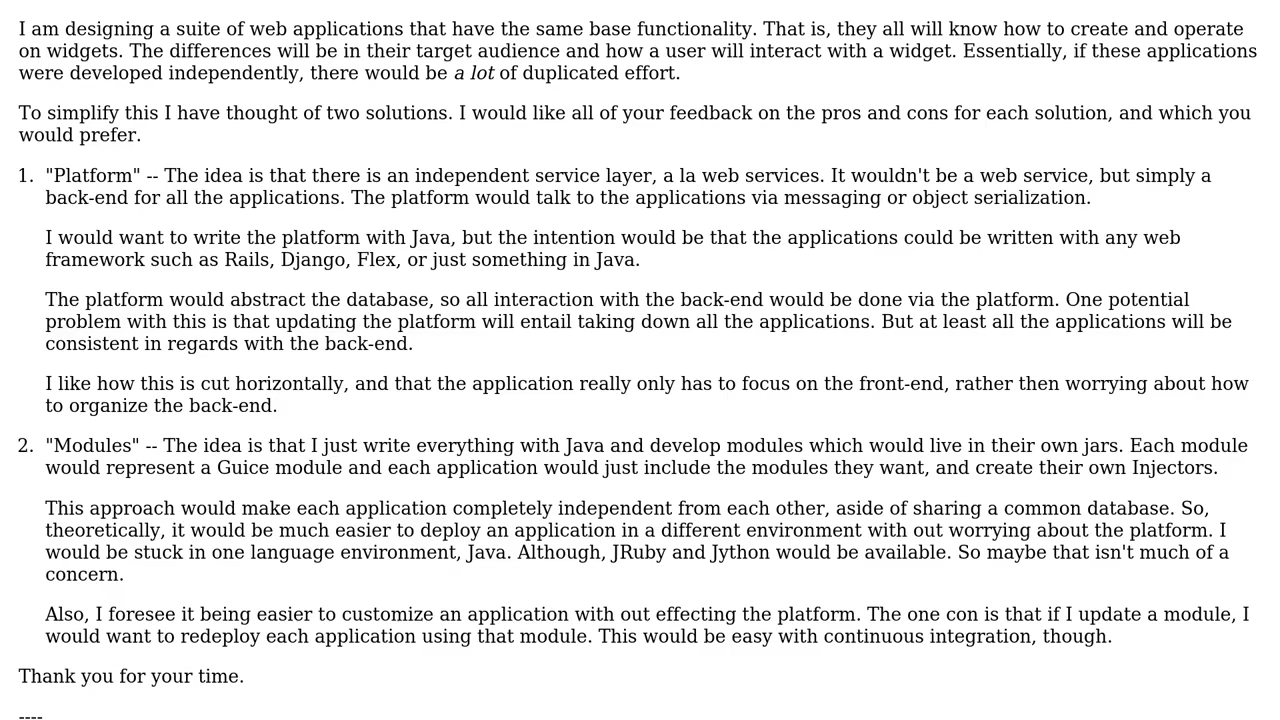 I am designing a suite of web applications that have the same base functionality. That is, they all will know how to create and operate
on widgets. The differences will be in their target audience and how a user will interact with a widget. Essentially, if these applications
were developed independently, there would be a lot of duplicated effort.
To simplify this I have thought of two solutions. I would like all of your feedback on the pros and cons for each solution, and which you
would prefer.
1. "Platform" -- The idea is that there is an independent service layer, a la web services. It wouldn't be a web service, but simply a
back-end for all the applications. The platform would talk to the applications via messaging or object serialization.
I would want to write the platform with Java, but the intention would be that the applications could be written with any web
framework such as Rails, Django, Flex, or just something in Java.
The platform would abstract the database, so all interaction with the back-end would be done via the platform. One potential
problem with this is that updating the platform will entail taking down all the applications. But at least all the applications will be
consistent in regards with the back-end.
I like how this is cut horizontally, and that the application really only has to focus on the front-end, rather then worrying about how
to organize the back-end.
2. "Modules" -- The idea is that I just write everything with Java and develop modules which would live in their own jars. Each module
would represent a Guice module and each application would just include the modules they want, and create their own Injectors.
This approach would make each application completely independent from each other, aside of sharing a common database. So,
theoretically, it would be much easier to deploy an application in a different environment with out worrying about the platform. I
would be stuck in one language environment, Java. Although, JRuby and Jython would be available. So maybe that isn't much of a
concern.
Also, I foresee it being easier to customize an application with out effecting the platform. The one con is that if I update a module, I
would want to redeploy each application using that module. This would be easy with continuous integration, though.
Thank you for your time.
----